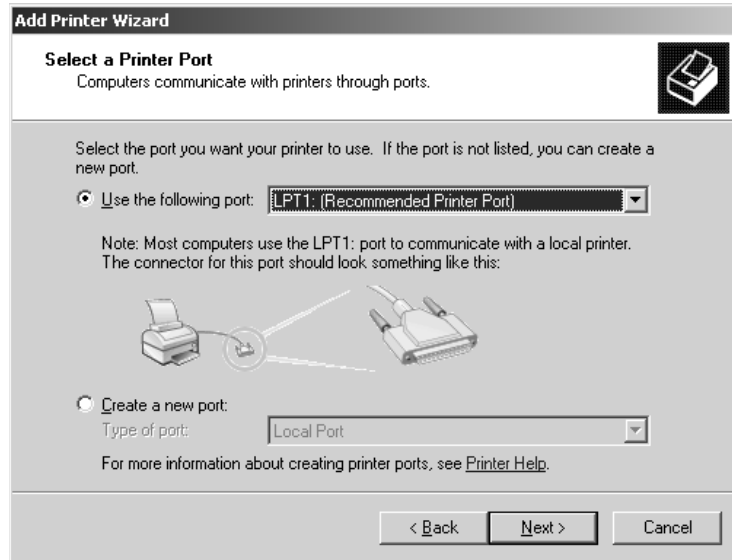 Add Printer Wizard
Select a Printer Port
Computers communicate with printers through ports.
Select the port you want your printer to use. If the port is not listed, you can create a
new port.
Use the following port: LPT1: (Recommended Printer Port)
Note: Most computers use the LPT1: port to communicate with a local printer.
The connector for this port should look something like this:
Create a new port:
Type of port: Local Port
For more information about creating printer ports, see Printer Help.
< Back Next > Cancel